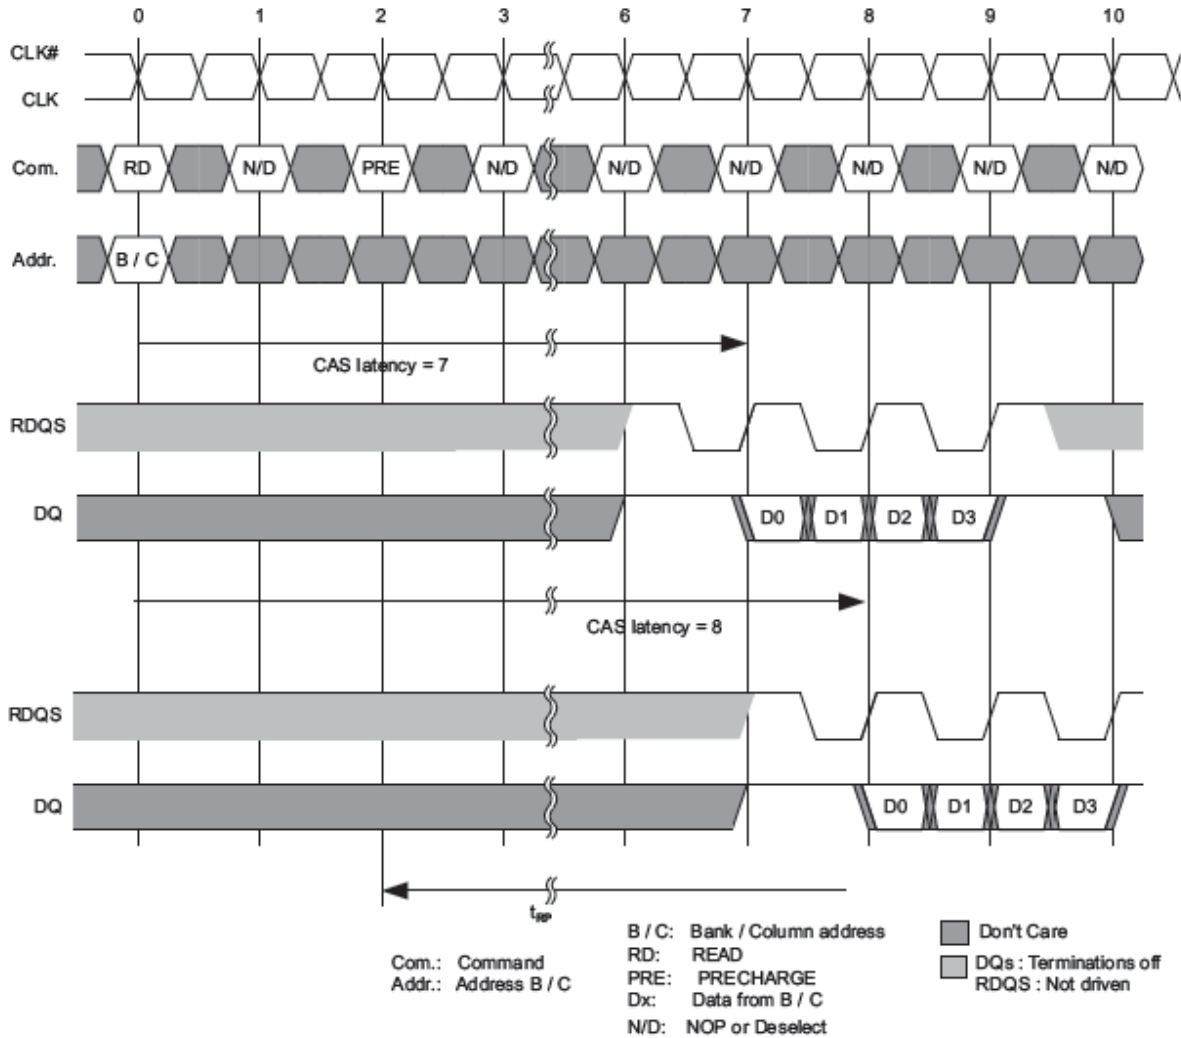 0 1 2 3 6 7 8 9 10
CLK#
CLK
Com. RD N/D PRE N/D N/D N/D N/D N/D N/D
Addr. B / C
CAS latency = 7
RDQS
DQ D0 D1 D2 D3
CAS latency = 8
RDQS
DQ D0 D1 D2 D3
tRP
Com.: Command
Addr.: Address B / C
B / C: Bank / Column address
RD: READ
PRE: PRECHARGE
Dx: Data from B / C
N/D: NOP or Deselect
Don't Care
DQs : Terminations off
RDQS : Not driven